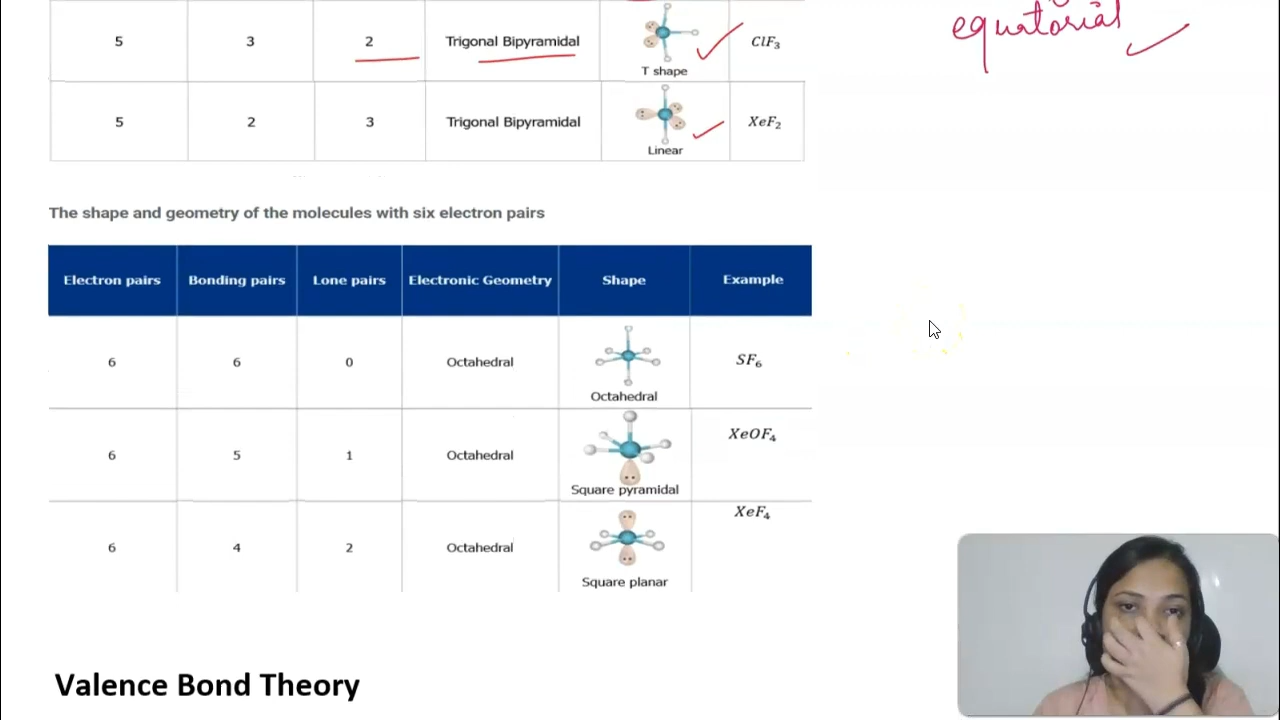 equatorial
5 3 2 Trigonal Bipyramidal ClF₃
T shape
5 2 3 Trigonal Bipyramidal XeF₂
Linear
The shape and geometry of the molecules with six electron pairs
Electron pairs Bonding pairs Lone pairs Electronic Geometry Shape Example
6 6 0 Octahedral SF₆
Octahedral
6 5 1 Octahedral XeOF₄
Square pyramidal
6 4 2 Octahedral XeF₄
Square planar
Valence Bond Theory